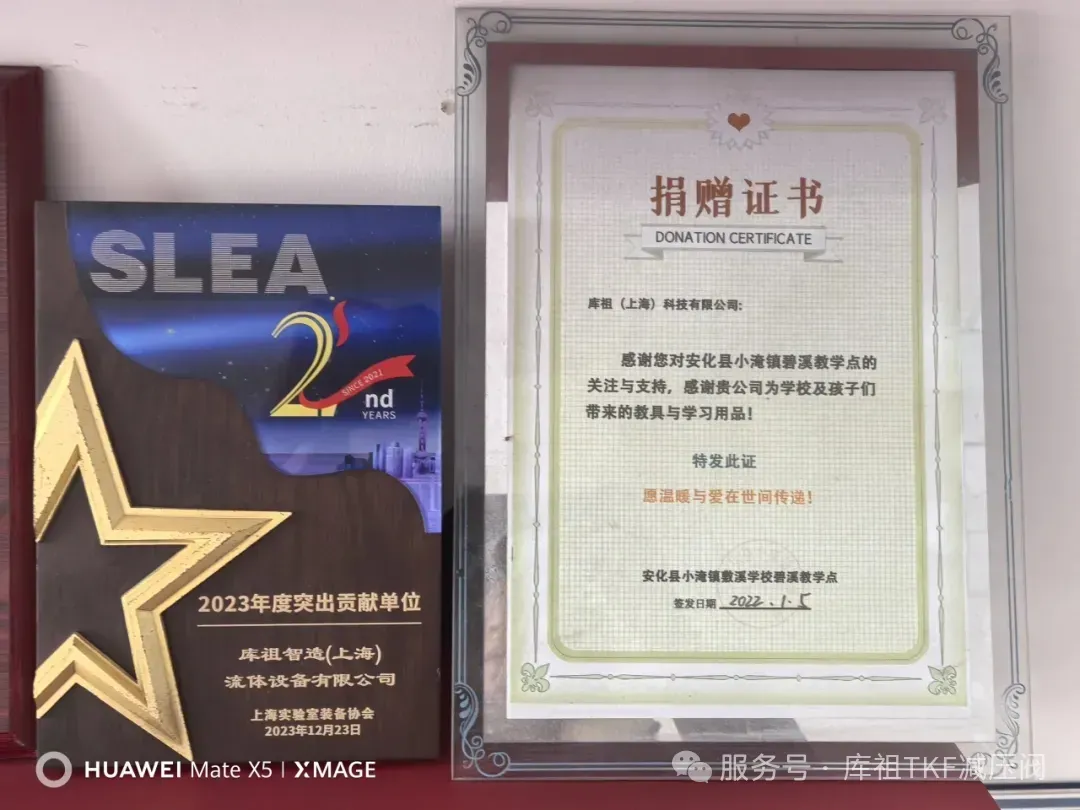 SLEA
2's
SINCE 2021
nd
YEARS
2023年度突出贡献单位
库祖智造(上海)
流体设备有限公司
上海实验室装备协会
2023年12月23日
捐赠证书
DONATION CERTIFICATE
库祖（上海）科技有限公司:
感谢您对安化县小淹镇碧溪教学点的
关注与支持，感谢贵公司为学校及孩子们
带来的教具与学习用品！
特发此证
愿温暖与爱在世间传递！
安化县小淹镇敷溪学校碧溪教学点
签发日期 2022.1.5
HUAWEI Mate X5 | XMAGE
服务号 · 库祖TKF减压阀